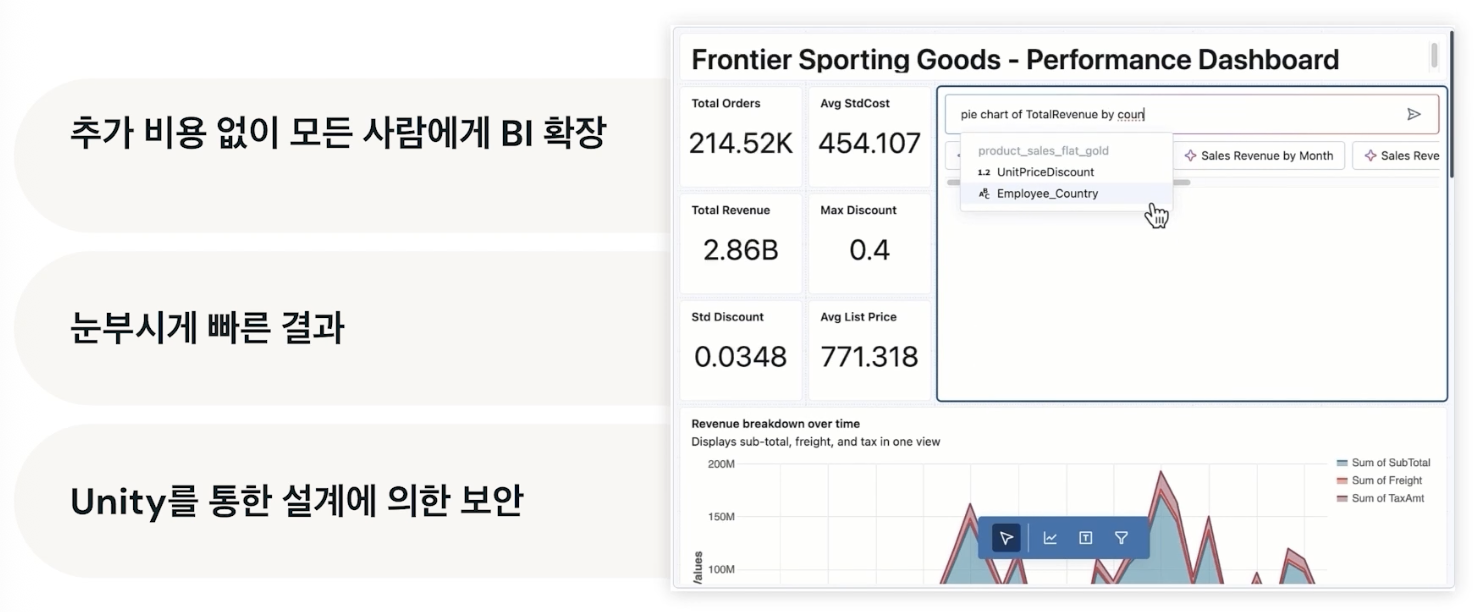 추가 비용 없이 모든 사람에게 BI 확장
눈부시게 빠른 결과
Unity를 통한 설계에 의한 보안
Frontier Sporting Goods - Performance Dashboard
Total Orders
214.52K
Avg StdCost
454.107
Total Revenue
2.86B
Max Discount
0.4
Std Discount
0.0348
Avg List Price
771.318
pie chart of TotalRevenue by coun
product_sales_flat_gold
1.2 UnitPriceDiscount
Employee_Country
Sales Revenue by Month
Sales Reve
Revenue breakdown over time
Displays sub-total, freight, and tax in one view
200M
150M
100M
Sum of SubTotal
Sum of Freight
Sum of TaxAmt